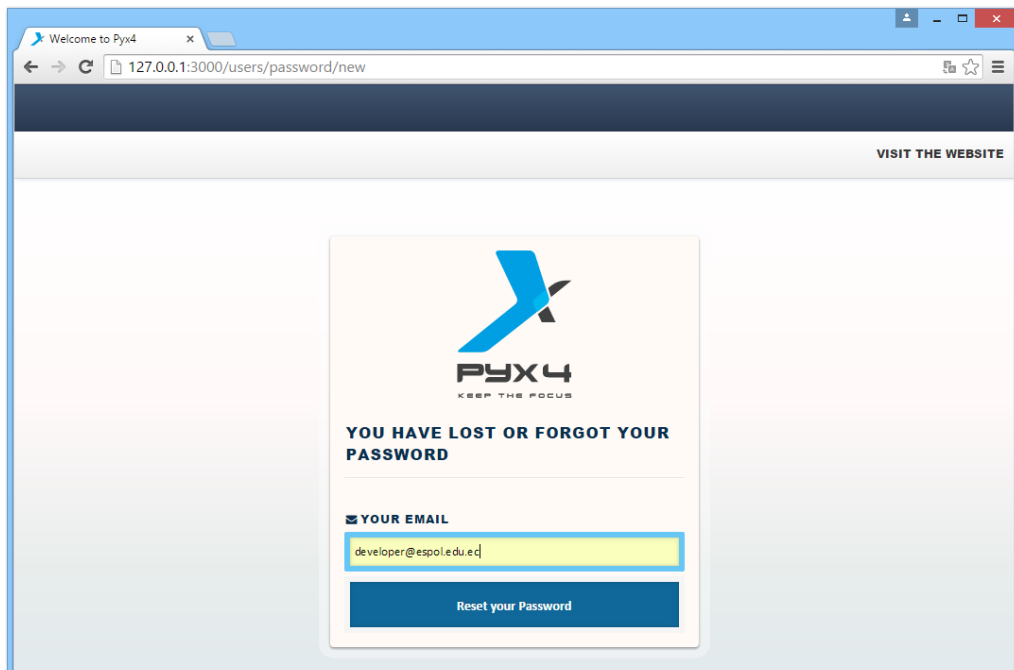 Welcome to Pyx4
127.0.0.1:3000/users/password/new
VISIT THE WEBSITE
PYX4
KEEP THE FOCUS
YOU HAVE LOST OR FORGOT YOUR
PASSWORD
YOUR EMAIL
developer@espol.edu.ec
Reset your Password